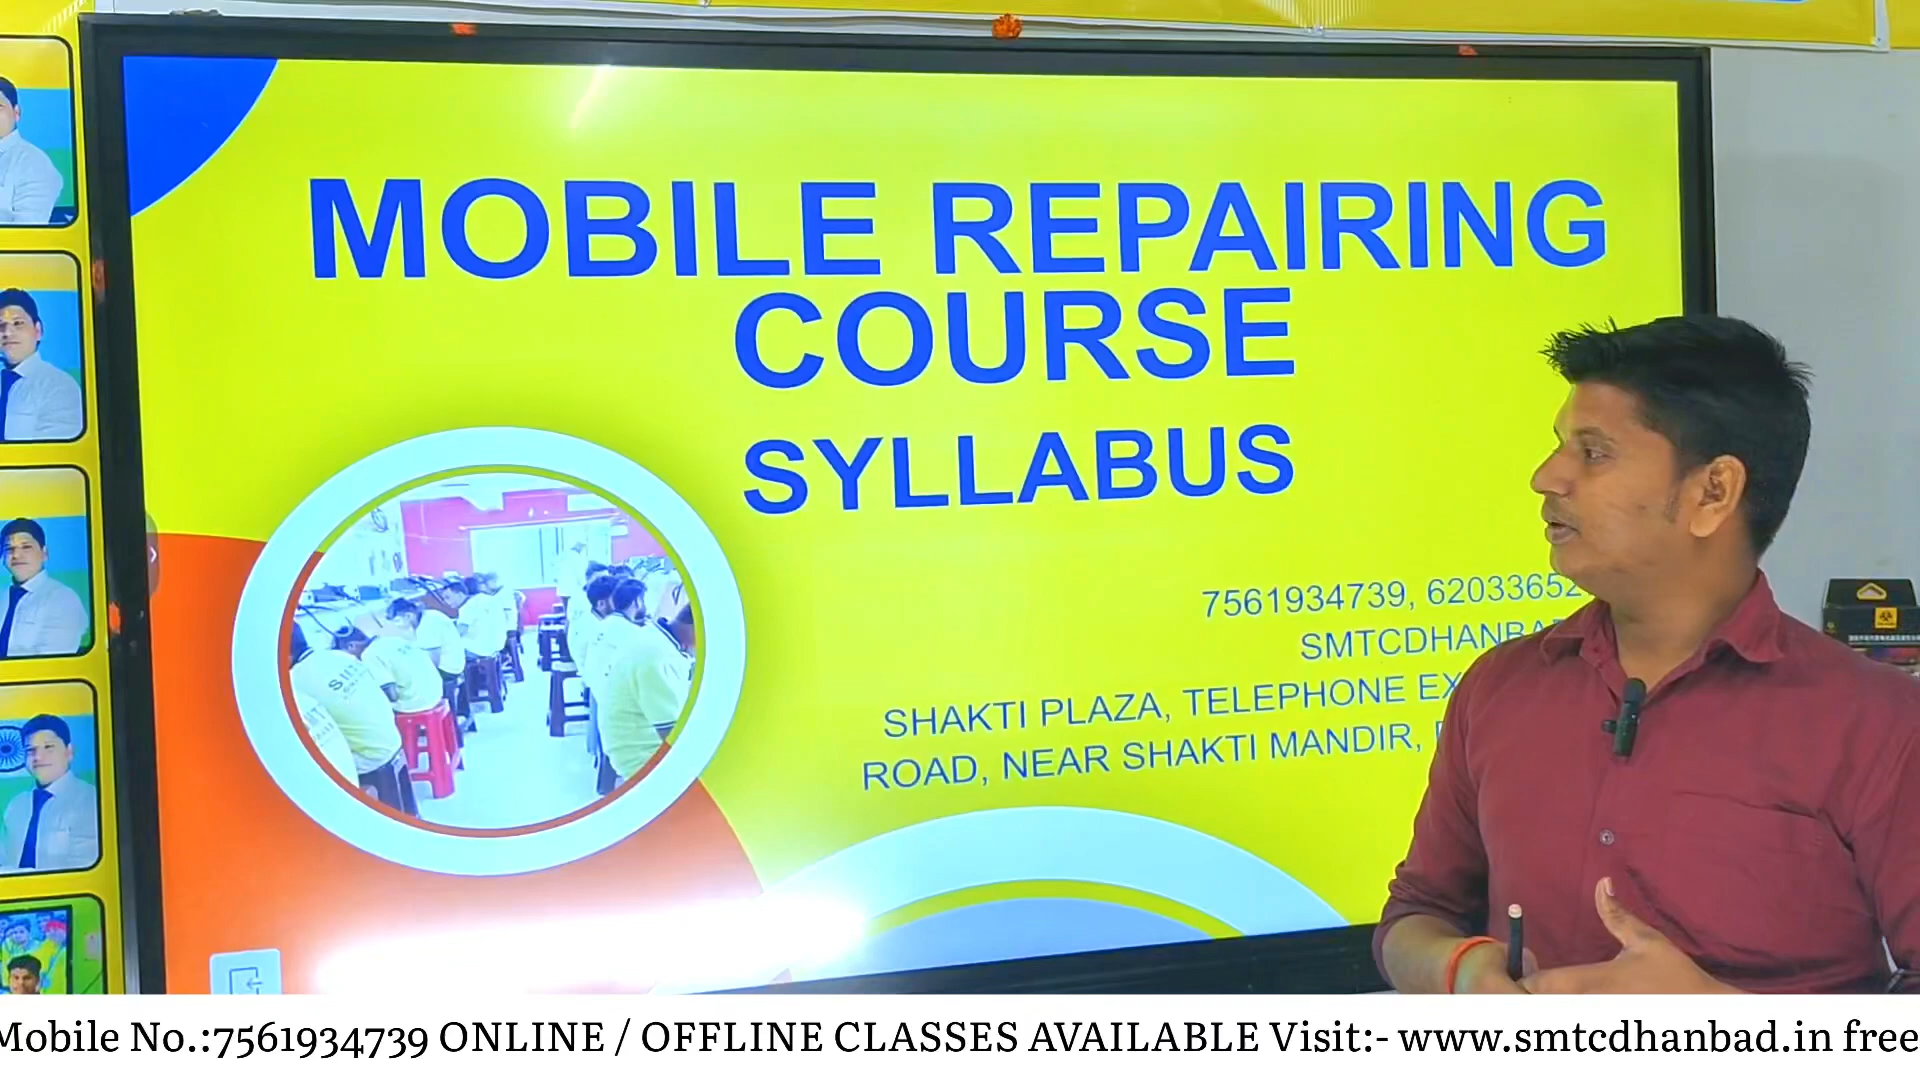 MOBILE REPAIRING
COURSE
SYLLABUS
7561934739, 62033652
SMTCDHANBAD
SHAKTI PLAZA, TELEPHONE EX
ROAD, NEAR SHAKTI MANDIR,
Mobile No.:7561934739 ONLINE / OFFLINE CLASSES AVAILABLE Visit:- www.smtcdhanbad.in free